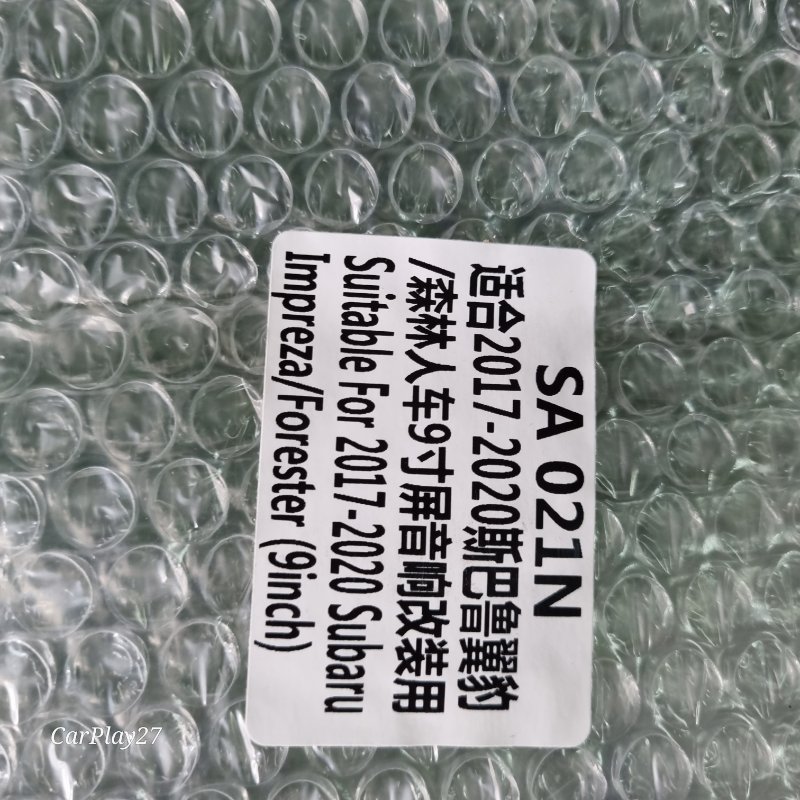 SA 021N
适合2017-2020斯巴鲁翼豹
/森林人车9寸屏音响改装用
Suitable For 2017-2020 Subaru
Impreza/Forester (9inch)
CarPlay27